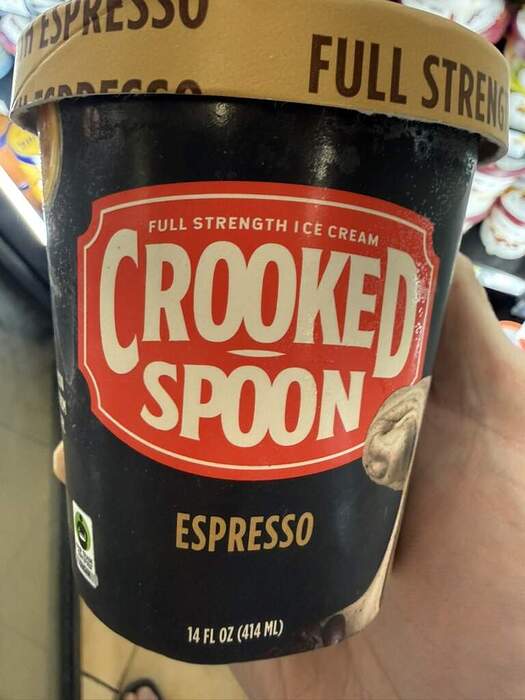 ESPRESSO
FULL STRENG
FULL STRENGTH ICE CREAM
CROOKED
SPOON
ESPRESSO
14 FL OZ (414 ML)